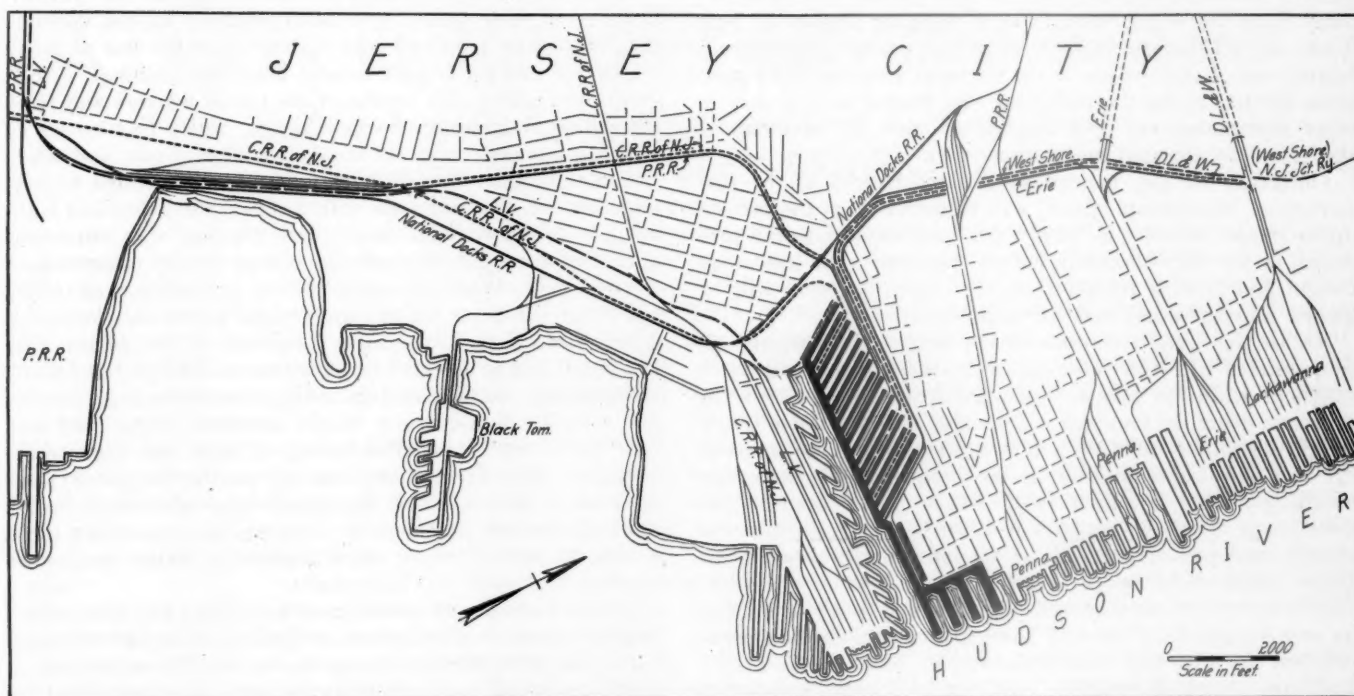 JERSEY CITY
P.R.R.
C.R.R. of N.J.
C.R.R. of N.J.
C.R.R. of N.J.
P.R.R.
National Docks R.R.
P.R.R.
(West Shore.
Erie
Erie
D.L. & W.
D.L. & W.
(West Shore)
N.J. Jct. Ry.
L.V.
C.R.R. of N.J.
National Docks R.R.
P.R.R.
Black Tom.
C.R.R. of N.J.
L.V.
Penna
Penna
Erie
Lackawanna
HUDSON RIVER
0 2000
Scale in Feet.